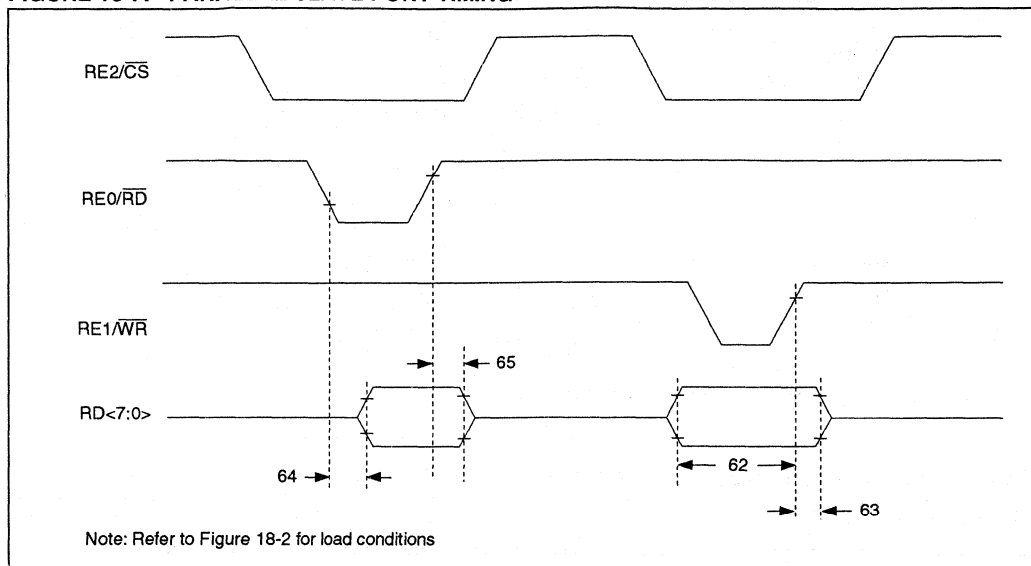 RE2/CS
RE0/RD
RE1/WR
65
RD<7:0>
64
62
63
Note: Refer to Figure 18-2 for load conditions